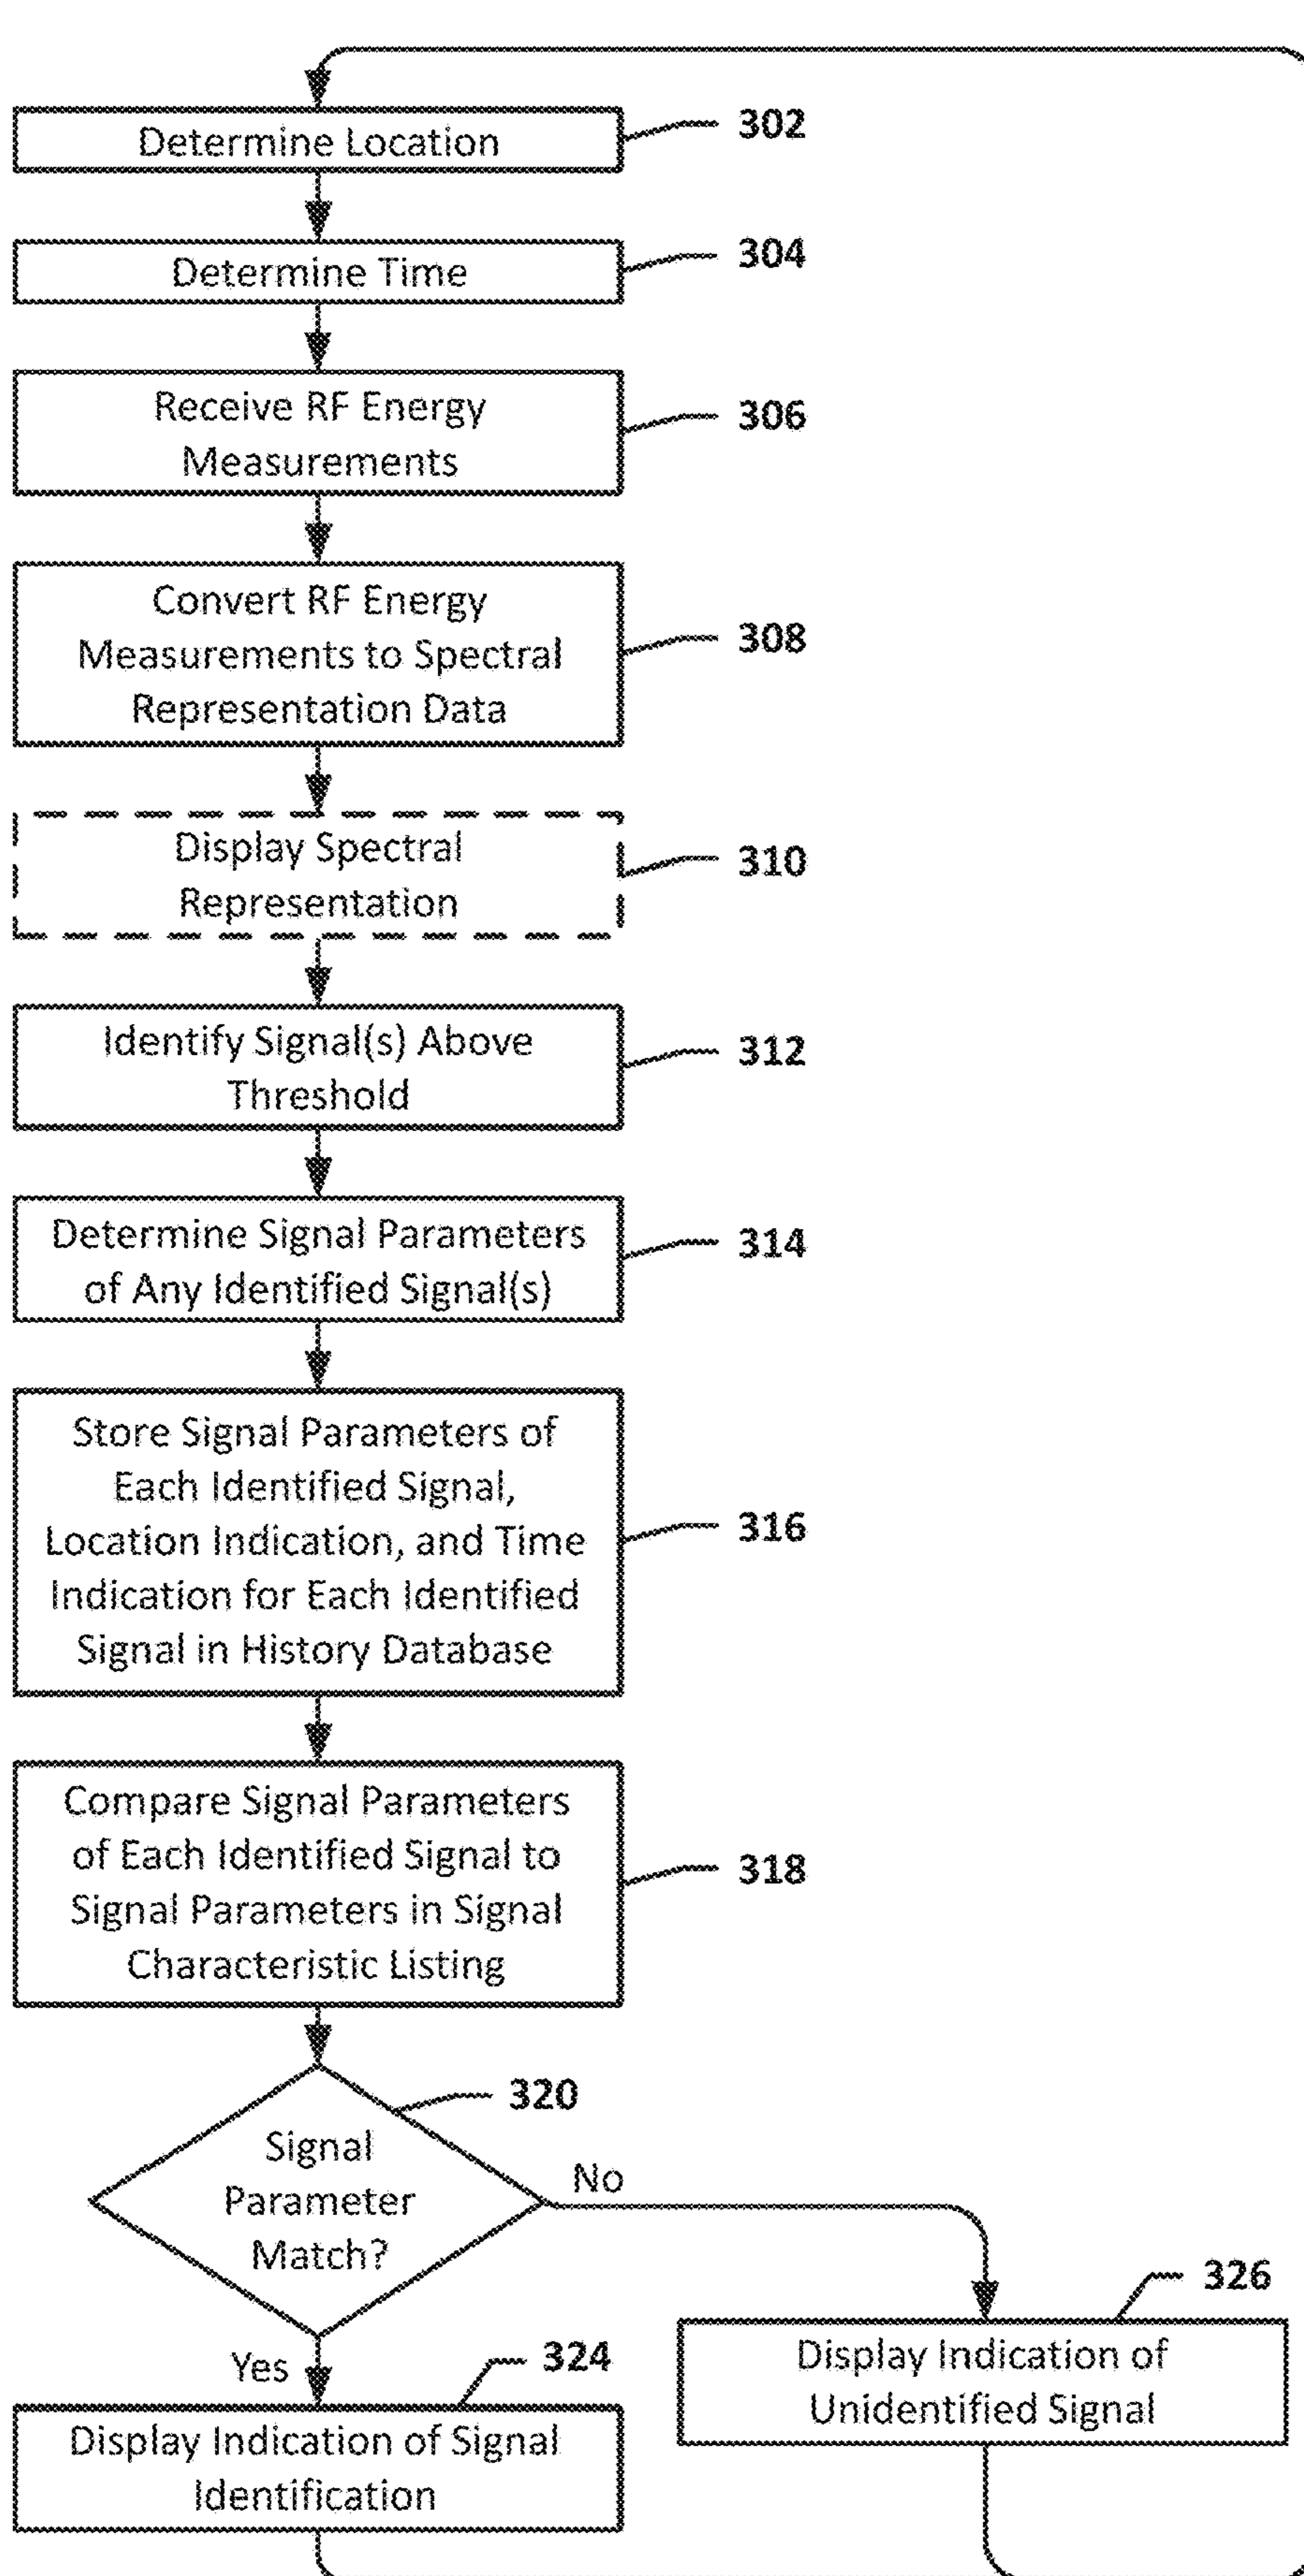 Determine Location
302
Determine Time
304
Receive RF Energy
Measurements
306
Convert RF Energy
Measurements to Spectral
Representation Data
308
Display Spectral
Representation
310
Identify Signal(s) Above
Threshold
312
Determine Signal Parameters
of Any Identified Signal(s)
314
Store Signal Parameters of
Each Identified Signal,
Location Indication, and Time
Indication for Each Identified
Signal in History Database
316
Compare Signal Parameters
of Each Identified Signal to
Signal Parameters in Signal
Characteristic Listing
318
320
Signal
Parameter
Match?
No
Yes
324
Display Indication of Signal
Identification
326
Display Indication of
Unidentified Signal